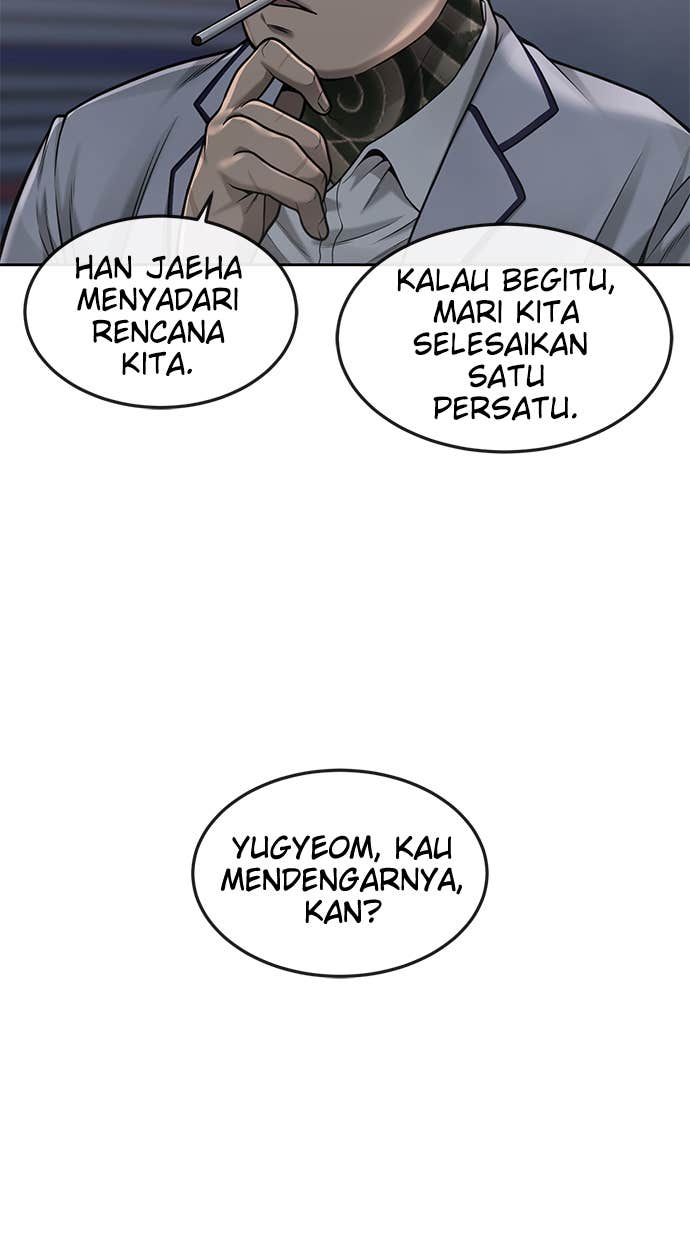 HAN JAEHA
MENYADARI
RENCANA
KITA.
KALAU BEGITU,
MARI KITA
SELESAIKAN
SATU
PERSATU.
YUGYEOM, KAU
MENDENGARNYA,
KAN?